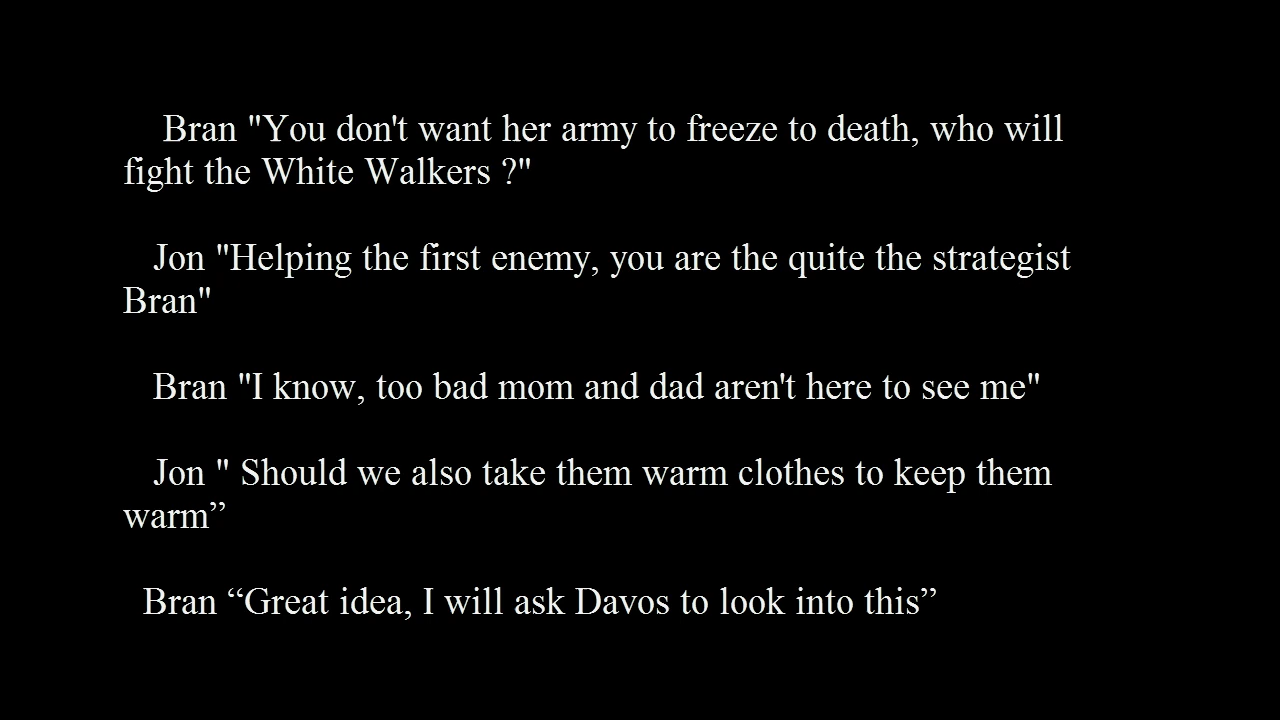 Bran "You don't want her army to freeze to death, who will
fight the White Walkers ?"
Jon "Helping the first enemy, you are the quite the strategist
Bran"
Bran "I know, too bad mom and dad aren't here to see me"
Jon " Should we also take them warm clothes to keep them
warm”
Bran “Great idea, I will ask Davos to look into this”